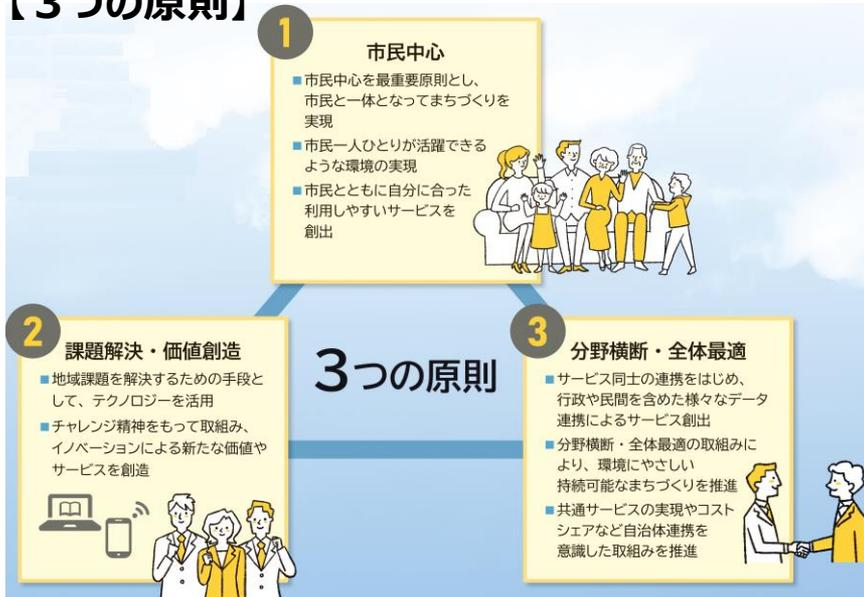 【３つの原則】
1
市民中心
■市民中心を最重要原則とし、
市民と一体となってまちづくりを
実現
■市民一人ひとりが活躍できる
ような環境の実現
■市民とともに自分に合った
利用しやすいサービスを
創出
2
課題解決・価値創造
■地域課題を解決するための手段と
して、テクノロジーを活用
■チャレンジ精神をもって取組み、
イノベーションによる新たな価値や
サービスを創造
3つの原則
3
分野横断・全体最適
■サービス同士の連携をはじめ、
行政や民間を含めた様々なデータ
連携によるサービス創出
■分野横断・全体最適の取組みに
より、環境にやさしい
持続可能なまちづくりを推進
■共通サービスの実現やコスト
シェアなど自治体連携を
意識した取組みを推進